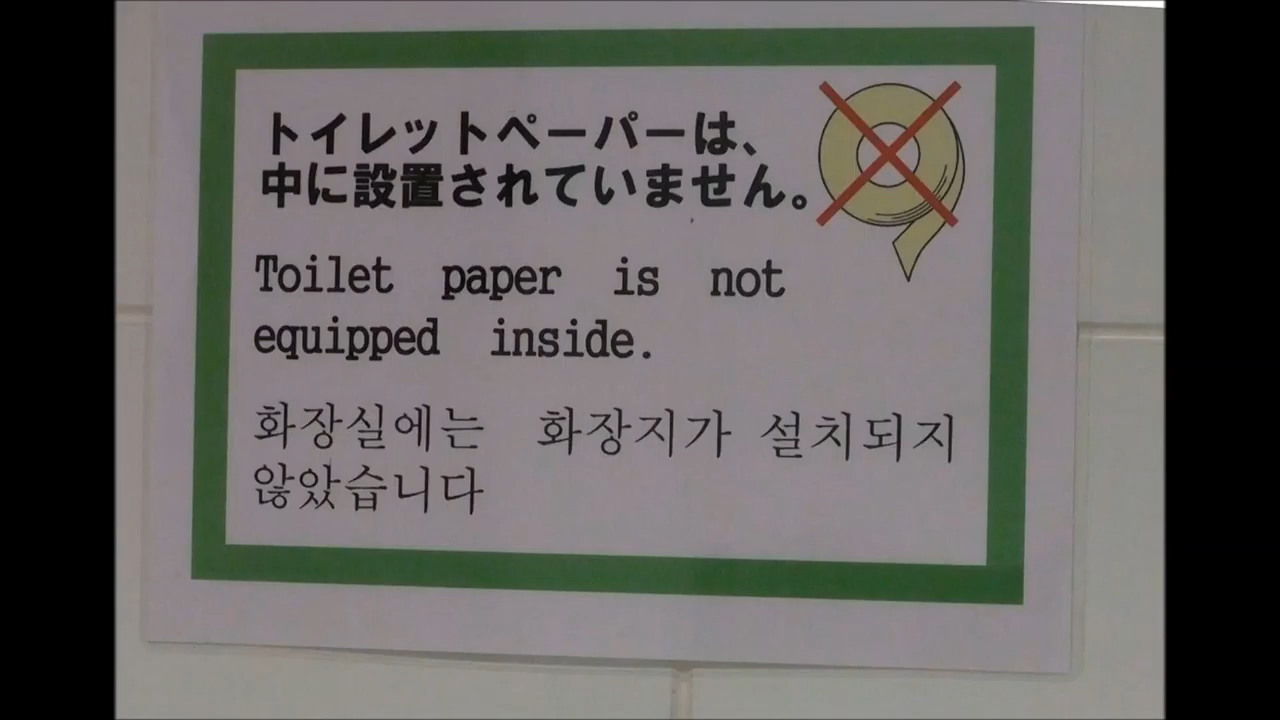 トイレットペーパーは、
中に設置されていません。
Toilet paper is not
equipped inside.
화장실에는 화장지가 설치되지
않았습니다